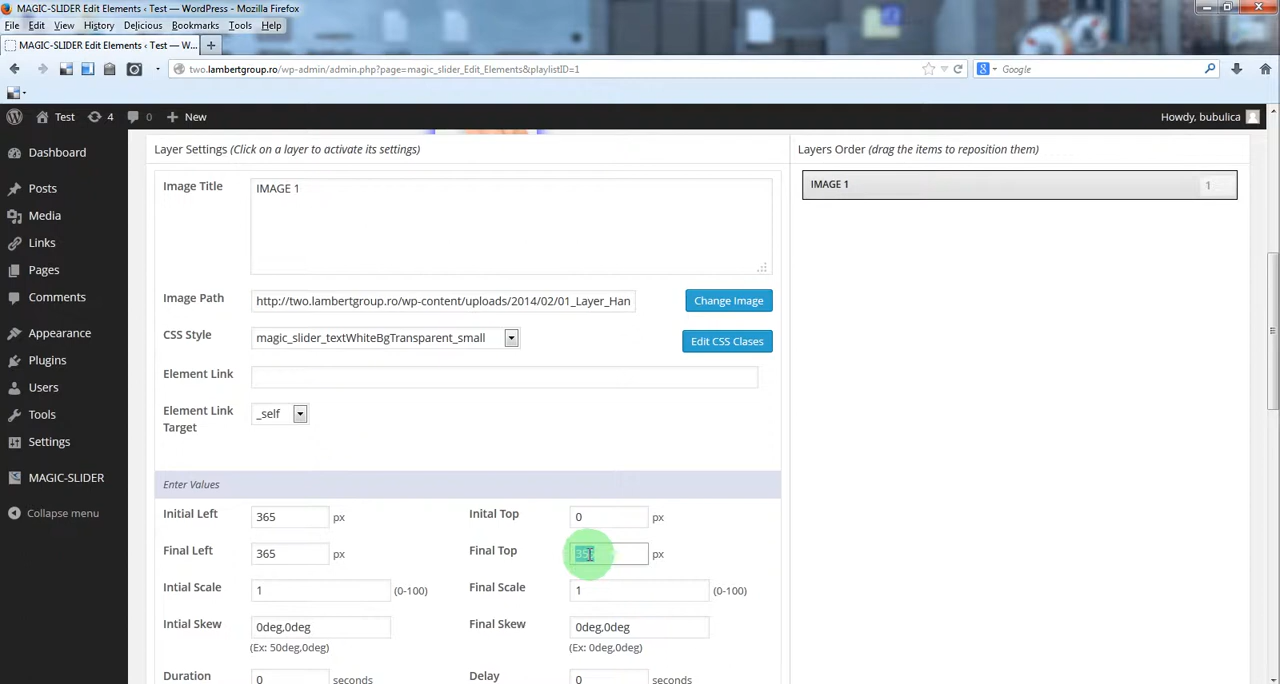 MAGIC-SLIDER Edit Elements ‹ Test — WordPress - Mozilla Firefox
File Edit View History Delicious Bookmarks Tools Help
MAGIC-SLIDER Edit Elements ‹ Test — W... +
two.lambertgroup.ro/wp-admin/admin.php?page=magic_slider_Edit_Elements&playlistID=1
Google
Test 4 0 + New Howdy, bubulica
Dashboard
Posts
Media
Links
Pages
Comments
Appearance
Plugins
Users
Tools
Settings
MAGIC-SLIDER
Collapse menu
Layer Settings (Click on a layer to activate its settings)
Image Title IMAGE 1
Image Path http://two.lambertgroup.ro/wp-content/uploads/2014/02/01_Layer_Han Change Image
CSS Style magic_slider_textWhiteBgTransparent_small Edit CSS Clases
Element Link
Element Link
Target
_self
Enter Values
Initial Left 365 px Inital Top 0 px
Final Left 365 px Final Top px
Intial Scale 1 (0-100) Final Scale 1 (0-100)
Intial Skew 0deg,0deg Final Skew 0deg,0deg
(Ex: 50deg,0deg) (Ex: 0deg,0deg)
Duration 0 seconds Delay 0 seconds
Layers Order (drag the items to reposition them)
IMAGE 1 1